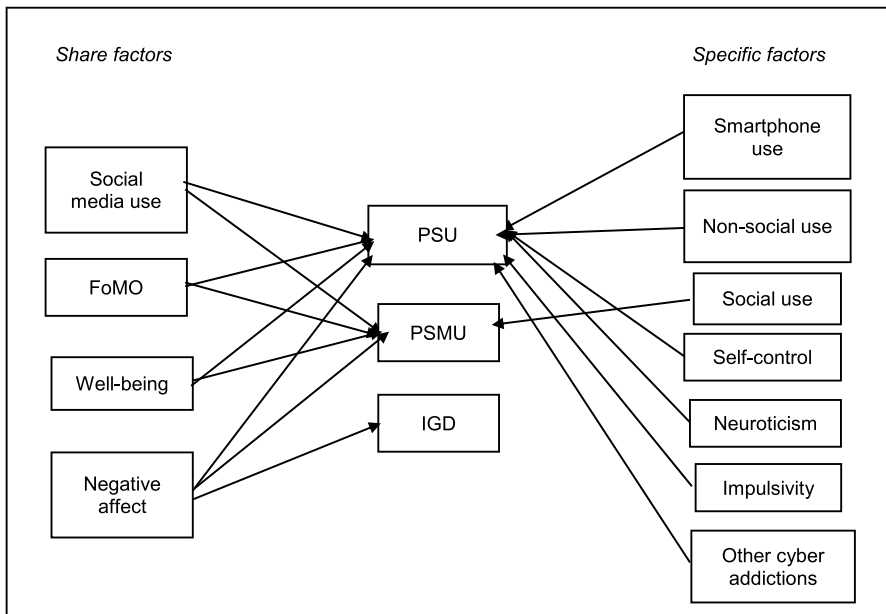 Share factors
Specific factors
Social
media use
FoMO
Well-being
Negative
affect
PSU
PSMU
IGD
Smartphone
use
Non-social use
Social use
Self-control
Neuroticism
Impulsivity
Other cyber
addictions